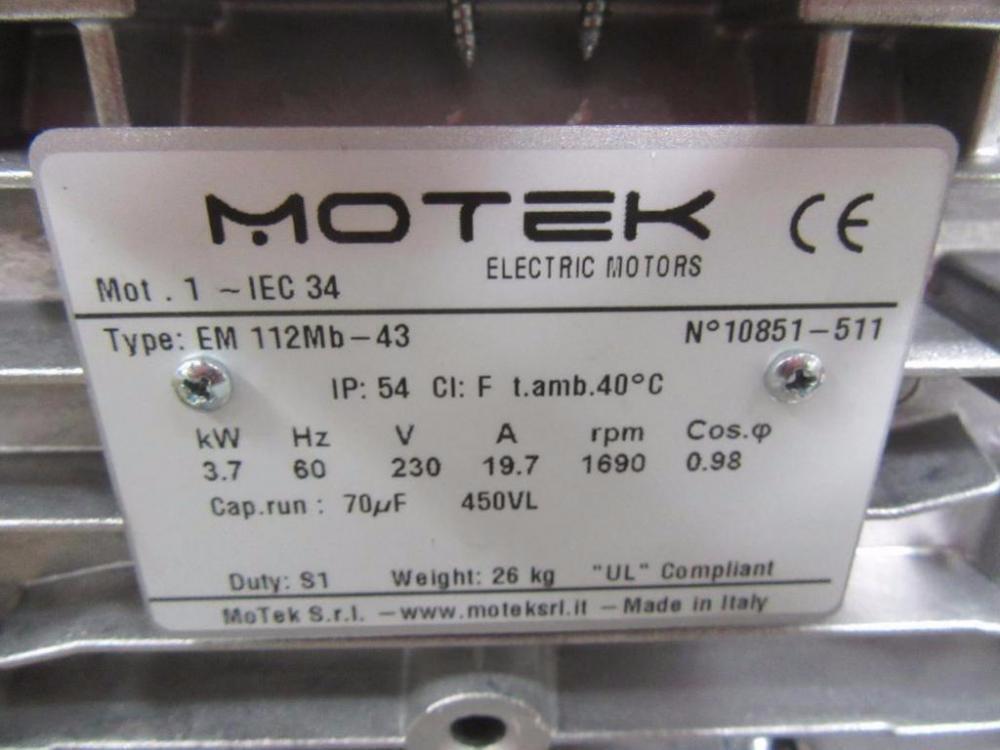 MOTEK CE
ELECTRIC MOTORS
Mot . 1 ~IEC 34
Type: EM 112Mb-43 N°10851-511
IP: 54 Cl: F t.amb.40°C
kW Hz V A rpm Cos.φ
3.7 60 230 19.7 1690 0.98
Cap.run : 70µF 450VL
Duty: S1 Weight: 26 kg "UL" Compliant
MoTek S.r.l. -www.moteksrl.it - Made in Italy